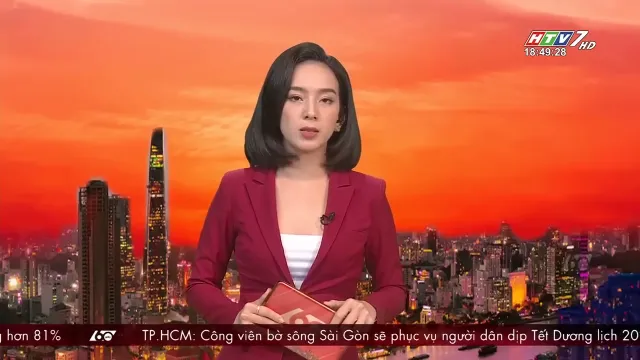 HTV7 HD
18:49:28
g hơn 81% 60 TP.HCM: Công viên bờ sông Sài Gòn sẽ phục vụ người dân dịp Tết Dương lịch 20